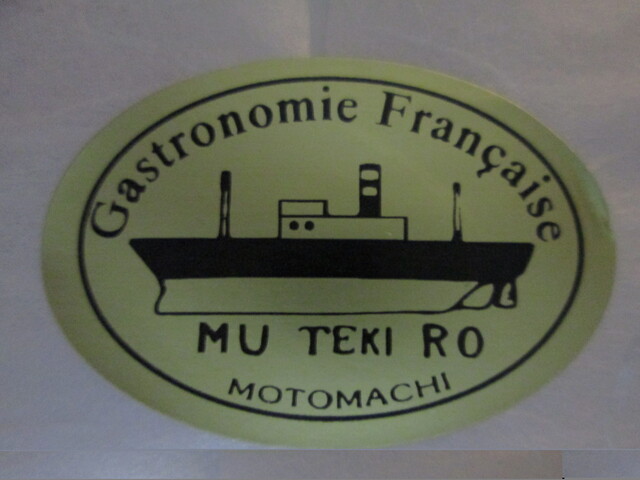 Gastronomie Française
MU TEKI RO
MOTOMACHI